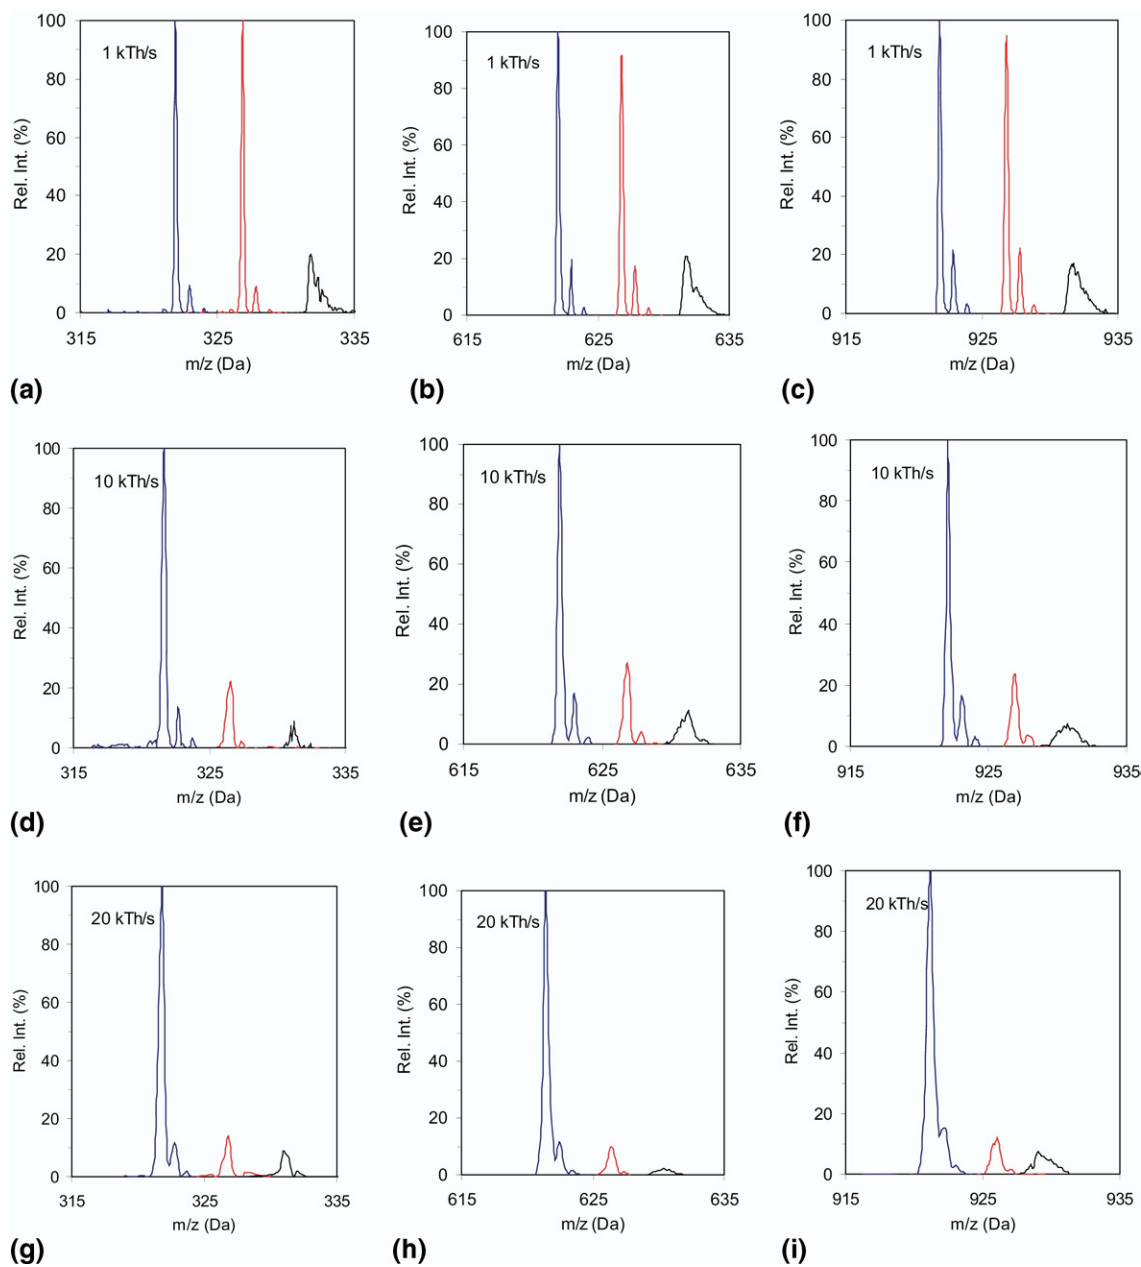 100
80
60
40
20
0
Rel. Int. (%)
1 kTh/s
315
325
335
m/z (Da)
(a)
100
80
60
40
20
0
Rel. Int. (%)
1 kTh/s
615
625
635
m/z (Da)
(b)
100
80
60
40
20
0
Rel. Int. (%)
1 kTh/s
915
925
935
m/z (Da)
(c)
100
80
60
40
20
0
Rel. Int. (%)
10 kTh/s
315
325
335
m/z (Da)
(d)
100
80
60
40
20
0
Rel. Int. (%)
10 kTh/s
615
625
635
m/z (Da)
(e)
100
80
60
40
20
0
Rel. Int. (%)
10 kTh/s
915
925
935
m/z (Da)
(f)
100
80
60
40
20
0
Rel. Int. (%)
20 kTh/s
315
325
335
m/z (Da)
(g)
100
80
60
40
20
0
Rel. Int. (%)
20 kTh/s
615
625
635
m/z (Da)
(h)
100
80
60
40
20
0
Rel. Int. (%)
20 kTh/s
915
925
935
m/z (Da)
(i)